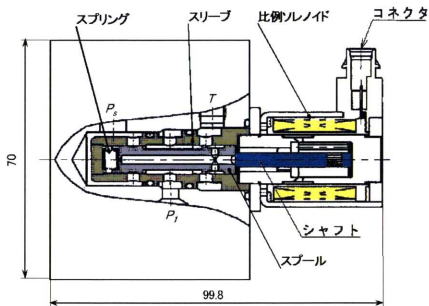 スプリング
スリーブ
比例ソレノイド
コネクタ
Ps
T
70
P1
シャフト
スプール
99.8